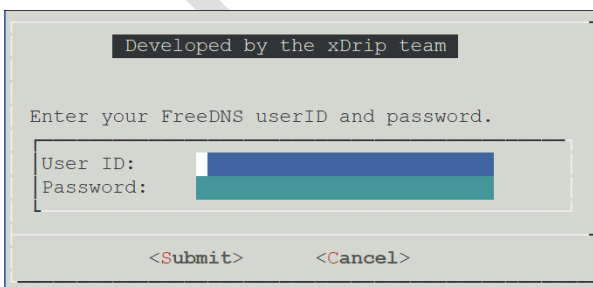 Developed by the xDrip team
Enter your FreeDNS userID and password.
User ID:
Password:
<Submit> <Cancel>